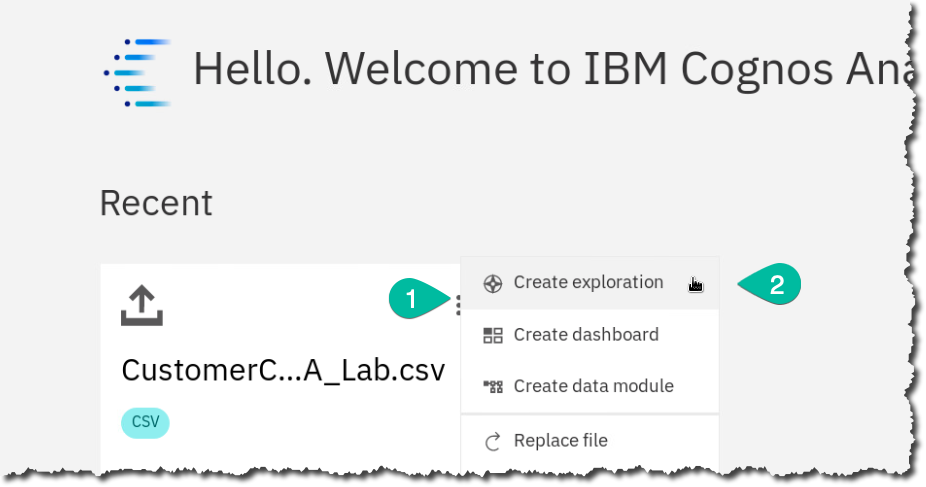 Hello. Welcome to IBM Cognos Ana
Recent
1
Create exploration
2
Create dashboard
CustomerC...A_Lab.csv
Create data module
CSV
Replace file